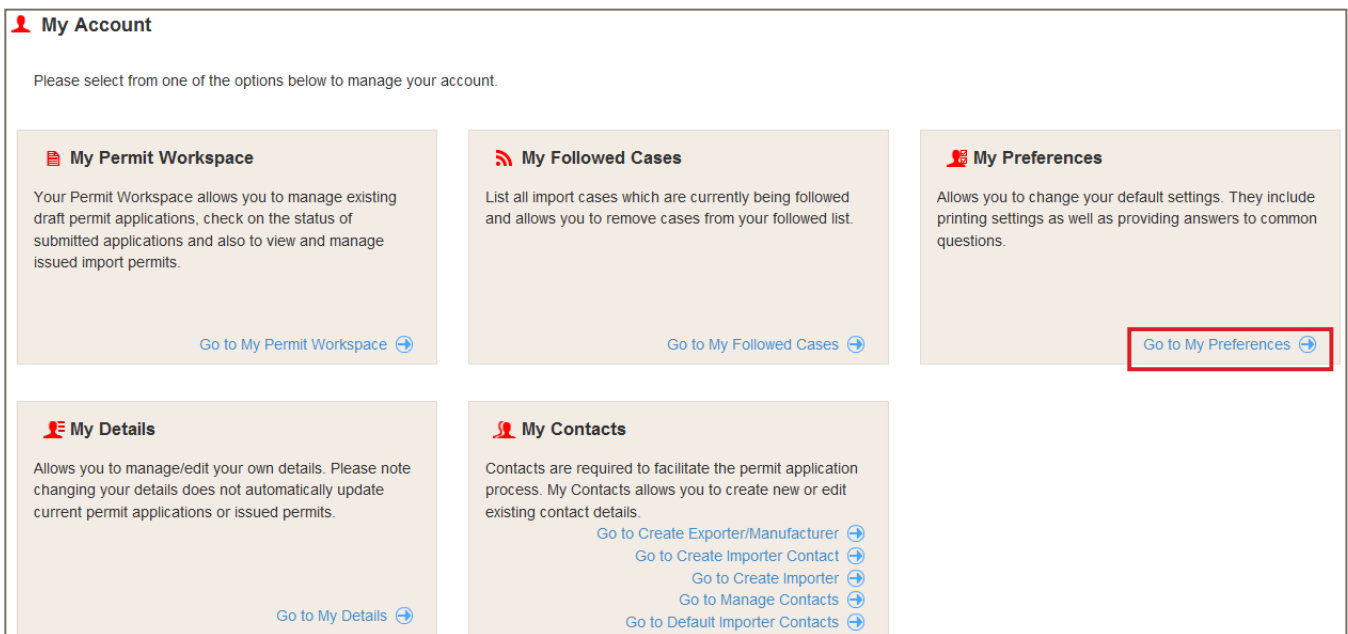 My Account
Please select from one of the options below to manage your account.
My Permit Workspace
Your Permit Workspace allows you to manage existing
draft permit applications, check on the status of
submitted applications and also to view and manage
issued import permits.
Go to My Permit Workspace
My Followed Cases
List all import cases which are currently being followed
and allows you to remove cases from your followed list.
Go to My Followed Cases
My Preferences
Allows you to change your default settings. They include
printing settings as well as providing answers to common
questions.
Go to My Preferences
My Details
Allows you to manage/edit your own details. Please note
changing your details does not automatically update
current permit applications or issued permits.
Go to My Details
My Contacts
Contacts are required to facilitate the permit application
process. My Contacts allows you to create new or edit
existing contact details.
Go to Create Exporter/Manufacturer
Go to Create Importer Contact
Go to Create Importer
Go to Manage Contacts
Go to Default Importer Contacts